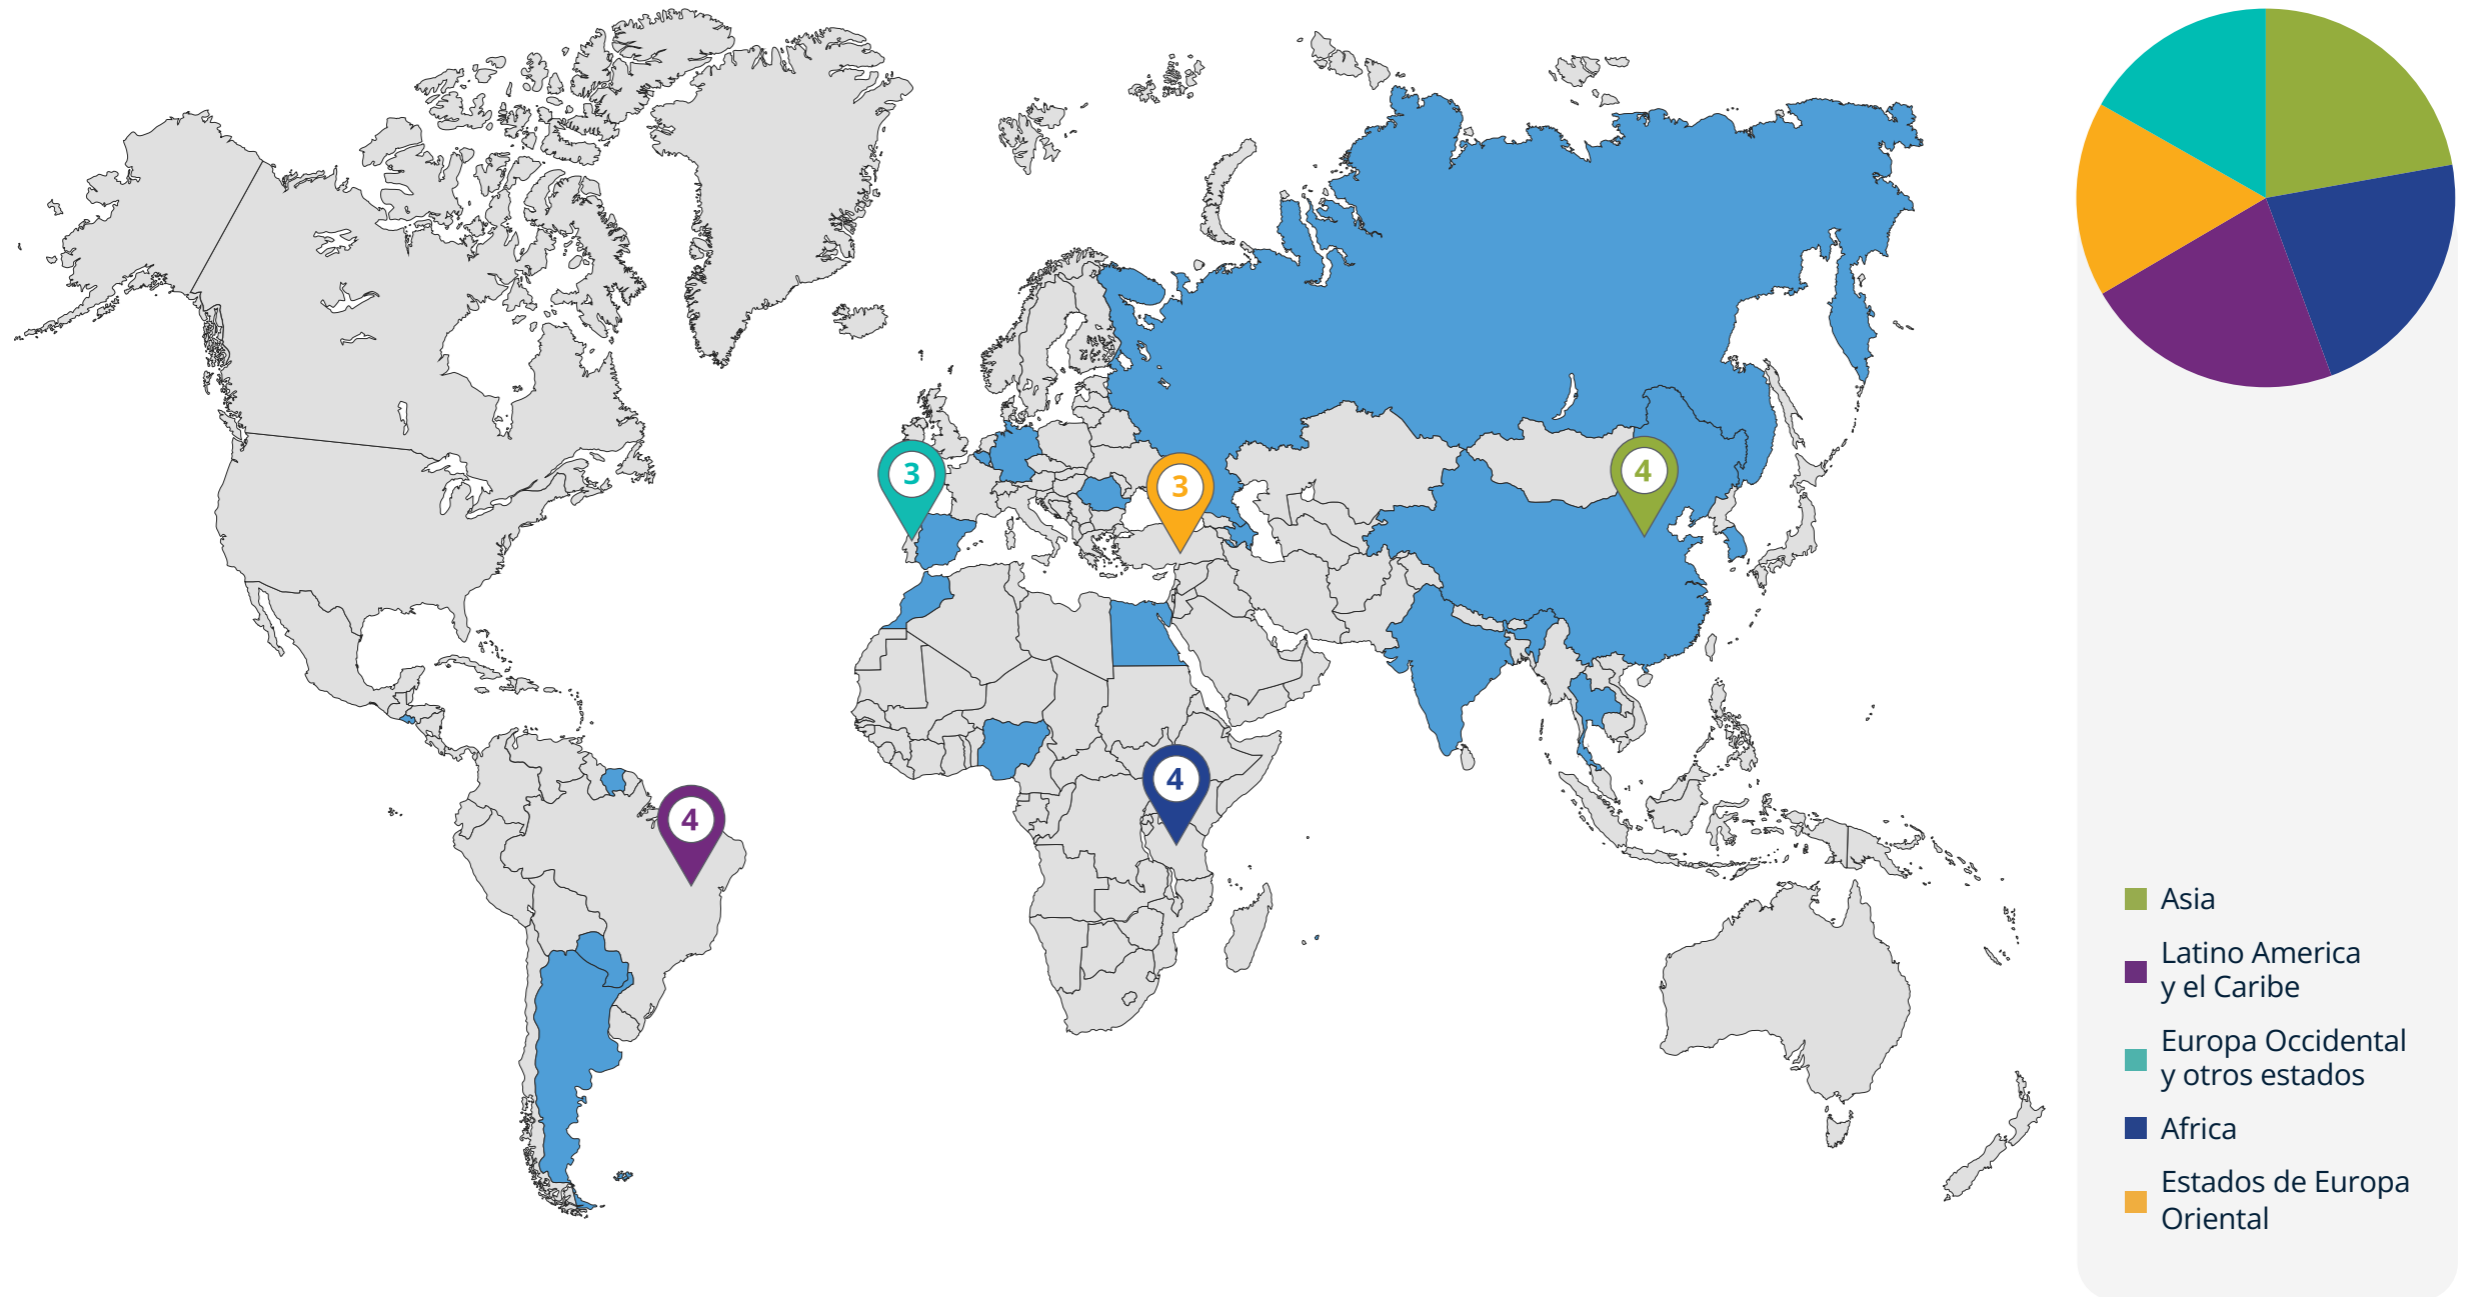 3
3
4
4
4
Asia
Latino America
y el Caribe
Europa Occidental
y otros estados
Africa
Estados de Europa
Oriental